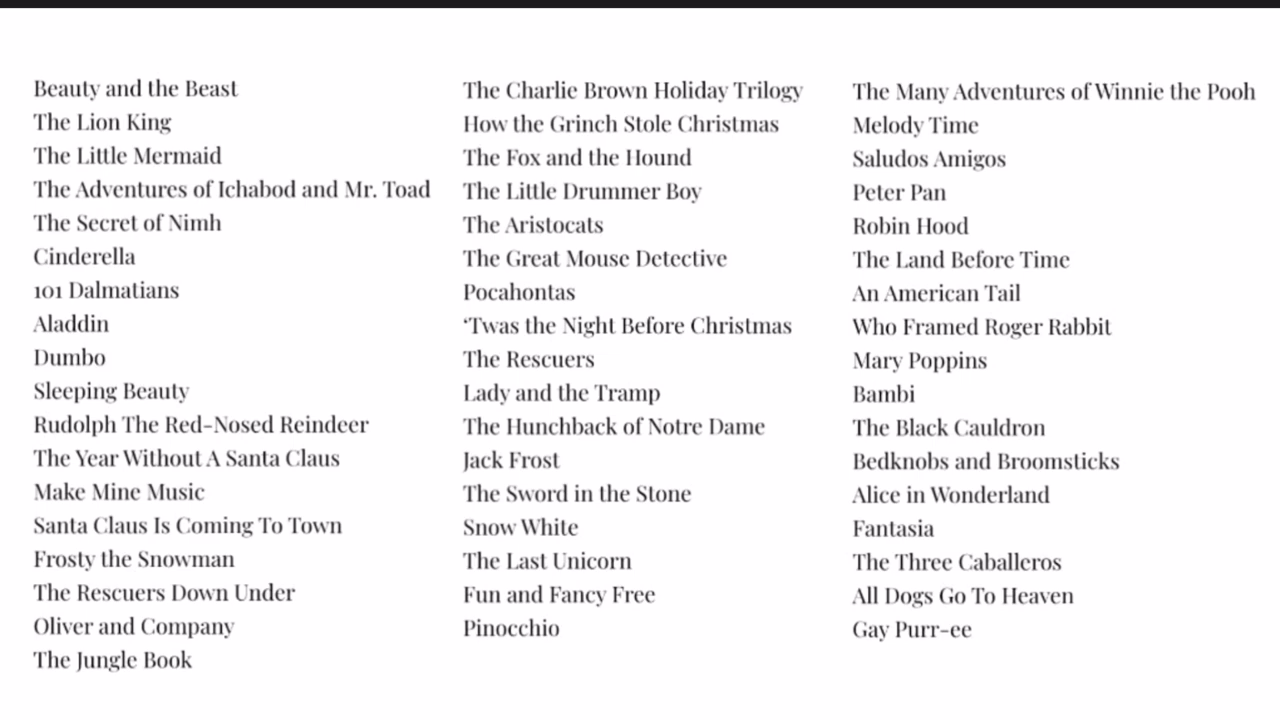 Beauty and the Beast
The Lion King
The Little Mermaid
The Adventures of Ichabod and Mr. Toad
The Secret of Nimh
Cinderella
101 Dalmatians
Aladdin
Dumbo
Sleeping Beauty
Rudolph The Red-Nosed Reindeer
The Year Without A Santa Claus
Make Mine Music
Santa Claus Is Coming To Town
Frosty the Snowman
The Rescuers Down Under
Oliver and Company
The Jungle Book
The Charlie Brown Holiday Trilogy
How the Grinch Stole Christmas
The Fox and the Hound
The Little Drummer Boy
The Aristocats
The Great Mouse Detective
Pocahontas
‘Twas the Night Before Christmas
The Rescuers
Lady and the Tramp
The Hunchback of Notre Dame
Jack Frost
The Sword in the Stone
Snow White
The Last Unicorn
Fun and Fancy Free
Pinocchio
The Many Adventures of Winnie the Pooh
Melody Time
Saludos Amigos
Peter Pan
Robin Hood
The Land Before Time
An American Tail
Who Framed Roger Rabbit
Mary Poppins
Bambi
The Black Cauldron
Bedknobs and Broomsticks
Alice in Wonderland
Fantasia
The Three Caballeros
All Dogs Go To Heaven
Gay Purr-ee